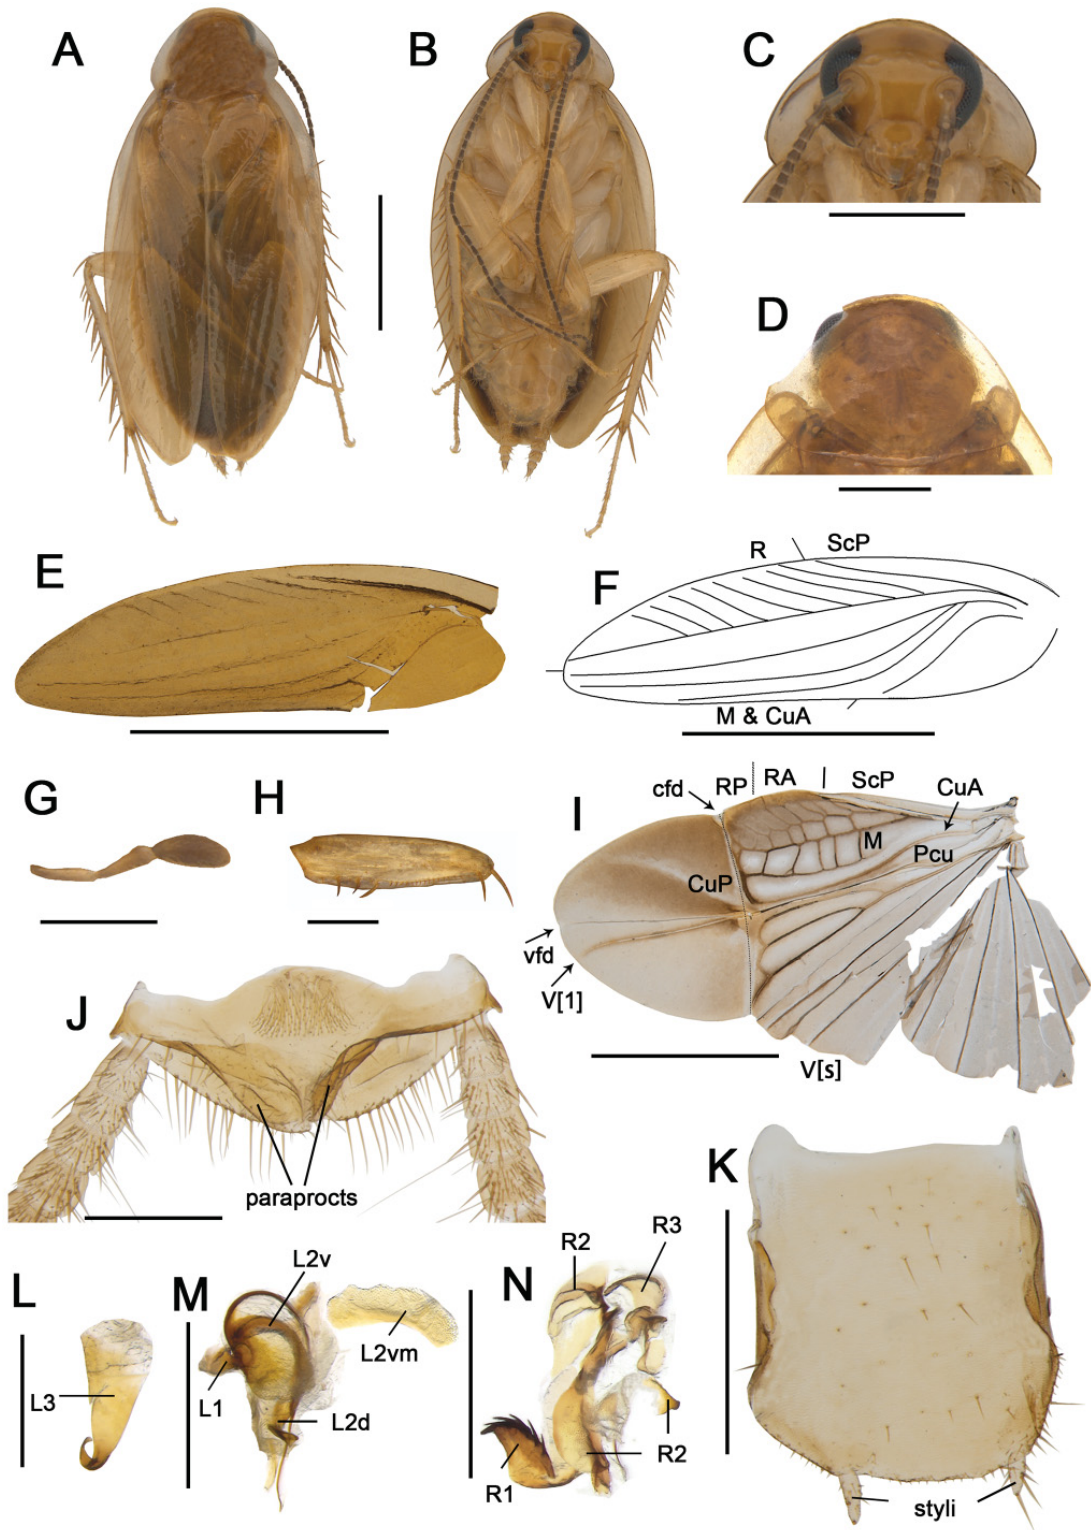 A
B
C
D
E
R
ScP
F
M & CuA
G
H
I
cfd
RP
RA
ScP
CuA
M
Pcu
CuP
vfd
V[1]
V[s]
J
paraprocts
K
styli
L
L3
M
L2v
L2vm
L1
L2d
N
R2
R3
R1
R2